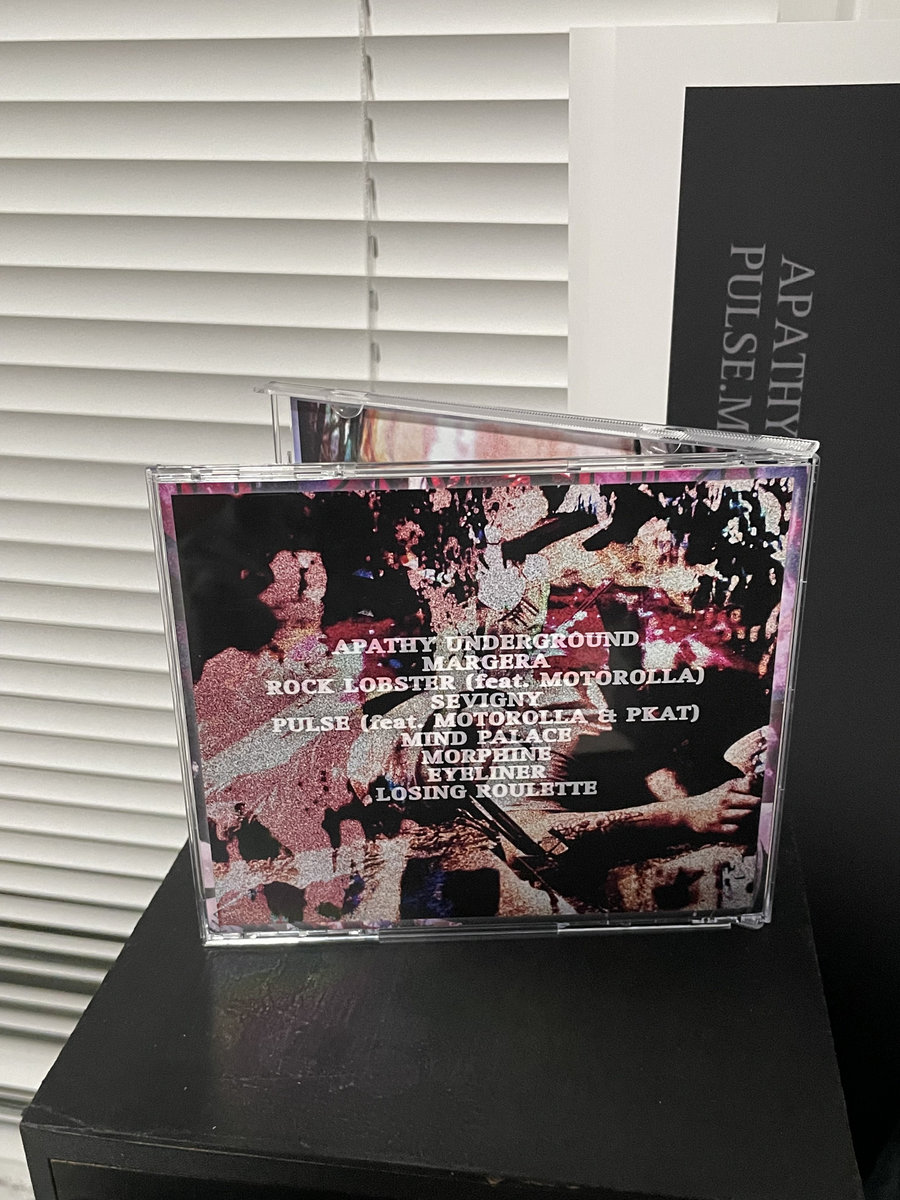 APATHY
PULSE.M
APATHY UNDERGROUND
MARGERA
ROCK LOBSTER (feat. MOTOROLLA)
SEVIGNY
PULSE (feat. MOTOROLLA & PKAT)
MIND PALACE
MORPHINE
EYELINER
LOSING ROULETTE